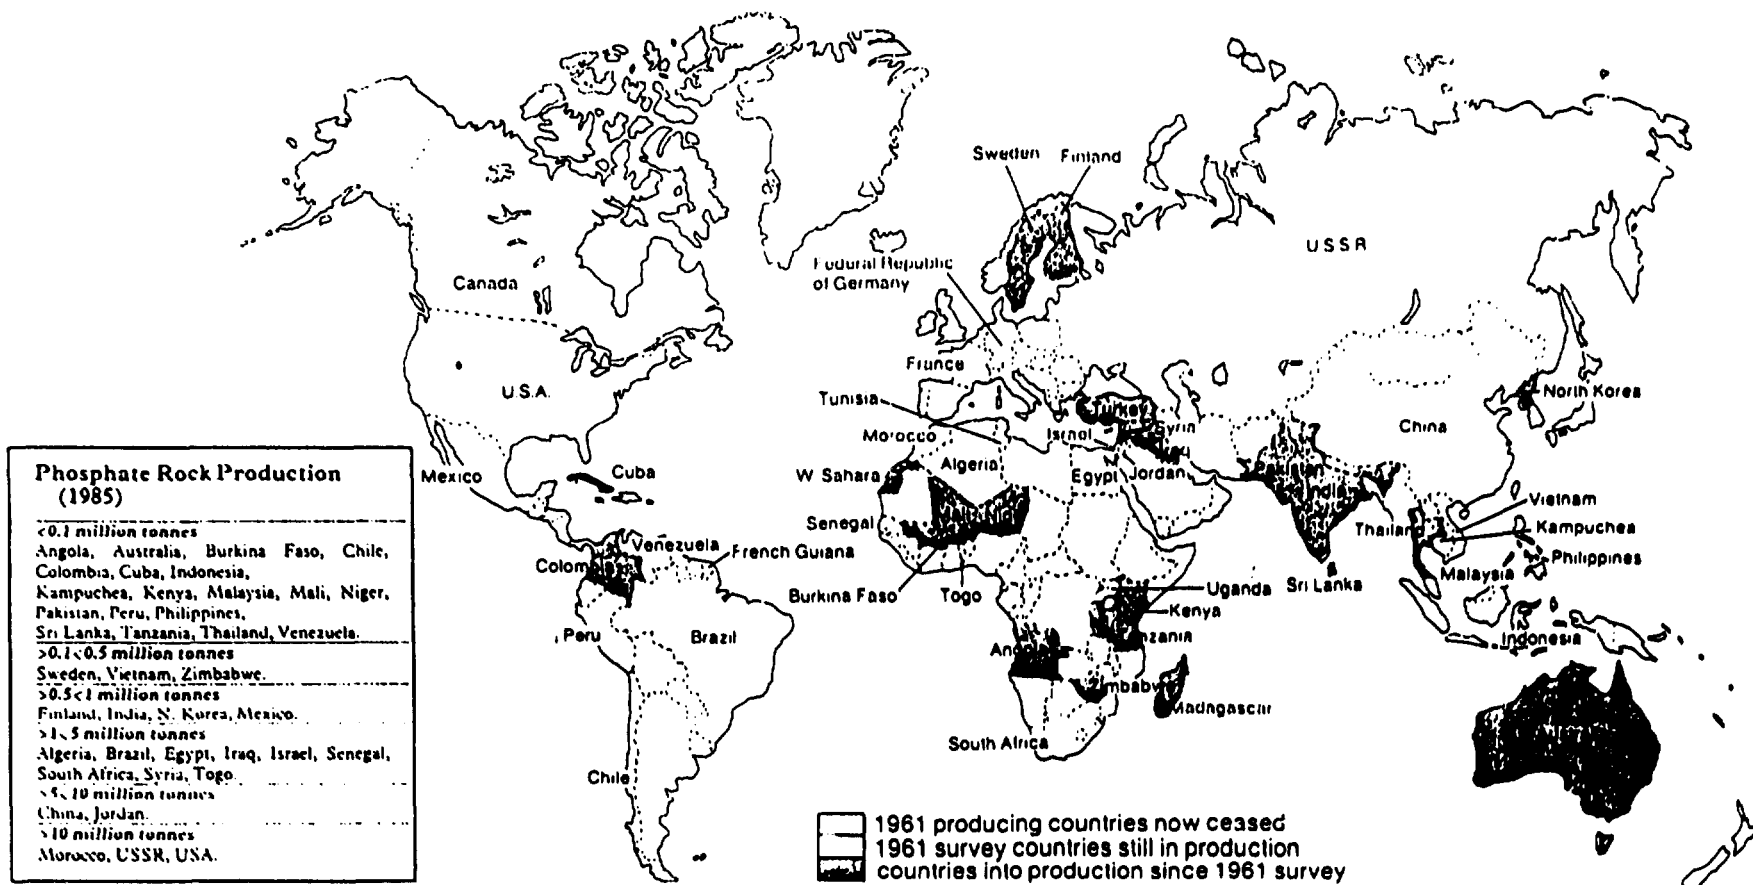 Sweden
Finland
USSR
Federal Republic
of Germany
Canada
France
U.S.A.
Tunisia
Turkey
North Korea
Morocco
Israel
Syria
Iraq
China
Mexico
Cuba
W Sahara
Algeria
Egypt
Jordan
Pakistan
India
Vietnam
Senegal
Mali
Thailand
Kampuchea
Venezuela
French Guiana
Philippines
Malaysia
Burkina Faso
Togo
Uganda
Sri Lanka
Kenya
Peru
Brazil
Indonesia
Zimbabwe
Madagascar
South Africa
Chile
Phosphate Rock Production
(1985)
<0.1 million tonnes
Angola, Australia, Burkina Faso, Chile,
Colombia, Cuba, Indonesia,
Kampuchea, Kenya, Malaysia, Mali, Niger,
Pakistan, Peru, Philippines,
Sri Lanka, Tanzania, Thailand, Venezuela.
>0.1<0.5 million tonnes
Sweden, Vietnam, Zimbabwe.
>0.5<1 million tonnes
Finland, India, N. Korea, Mexico.
>1<5 million tonnes
Algeria, Brazil, Egypt, Iraq, Israel, Senegal,
South Africa, Syria, Togo.
>5<10 million tonnes
China, Jordan.
>10 million tonnes
Morocco, USSR, USA.
1961 producing countries now ceased
1961 survey countries still in production
countries into production since 1961 survey